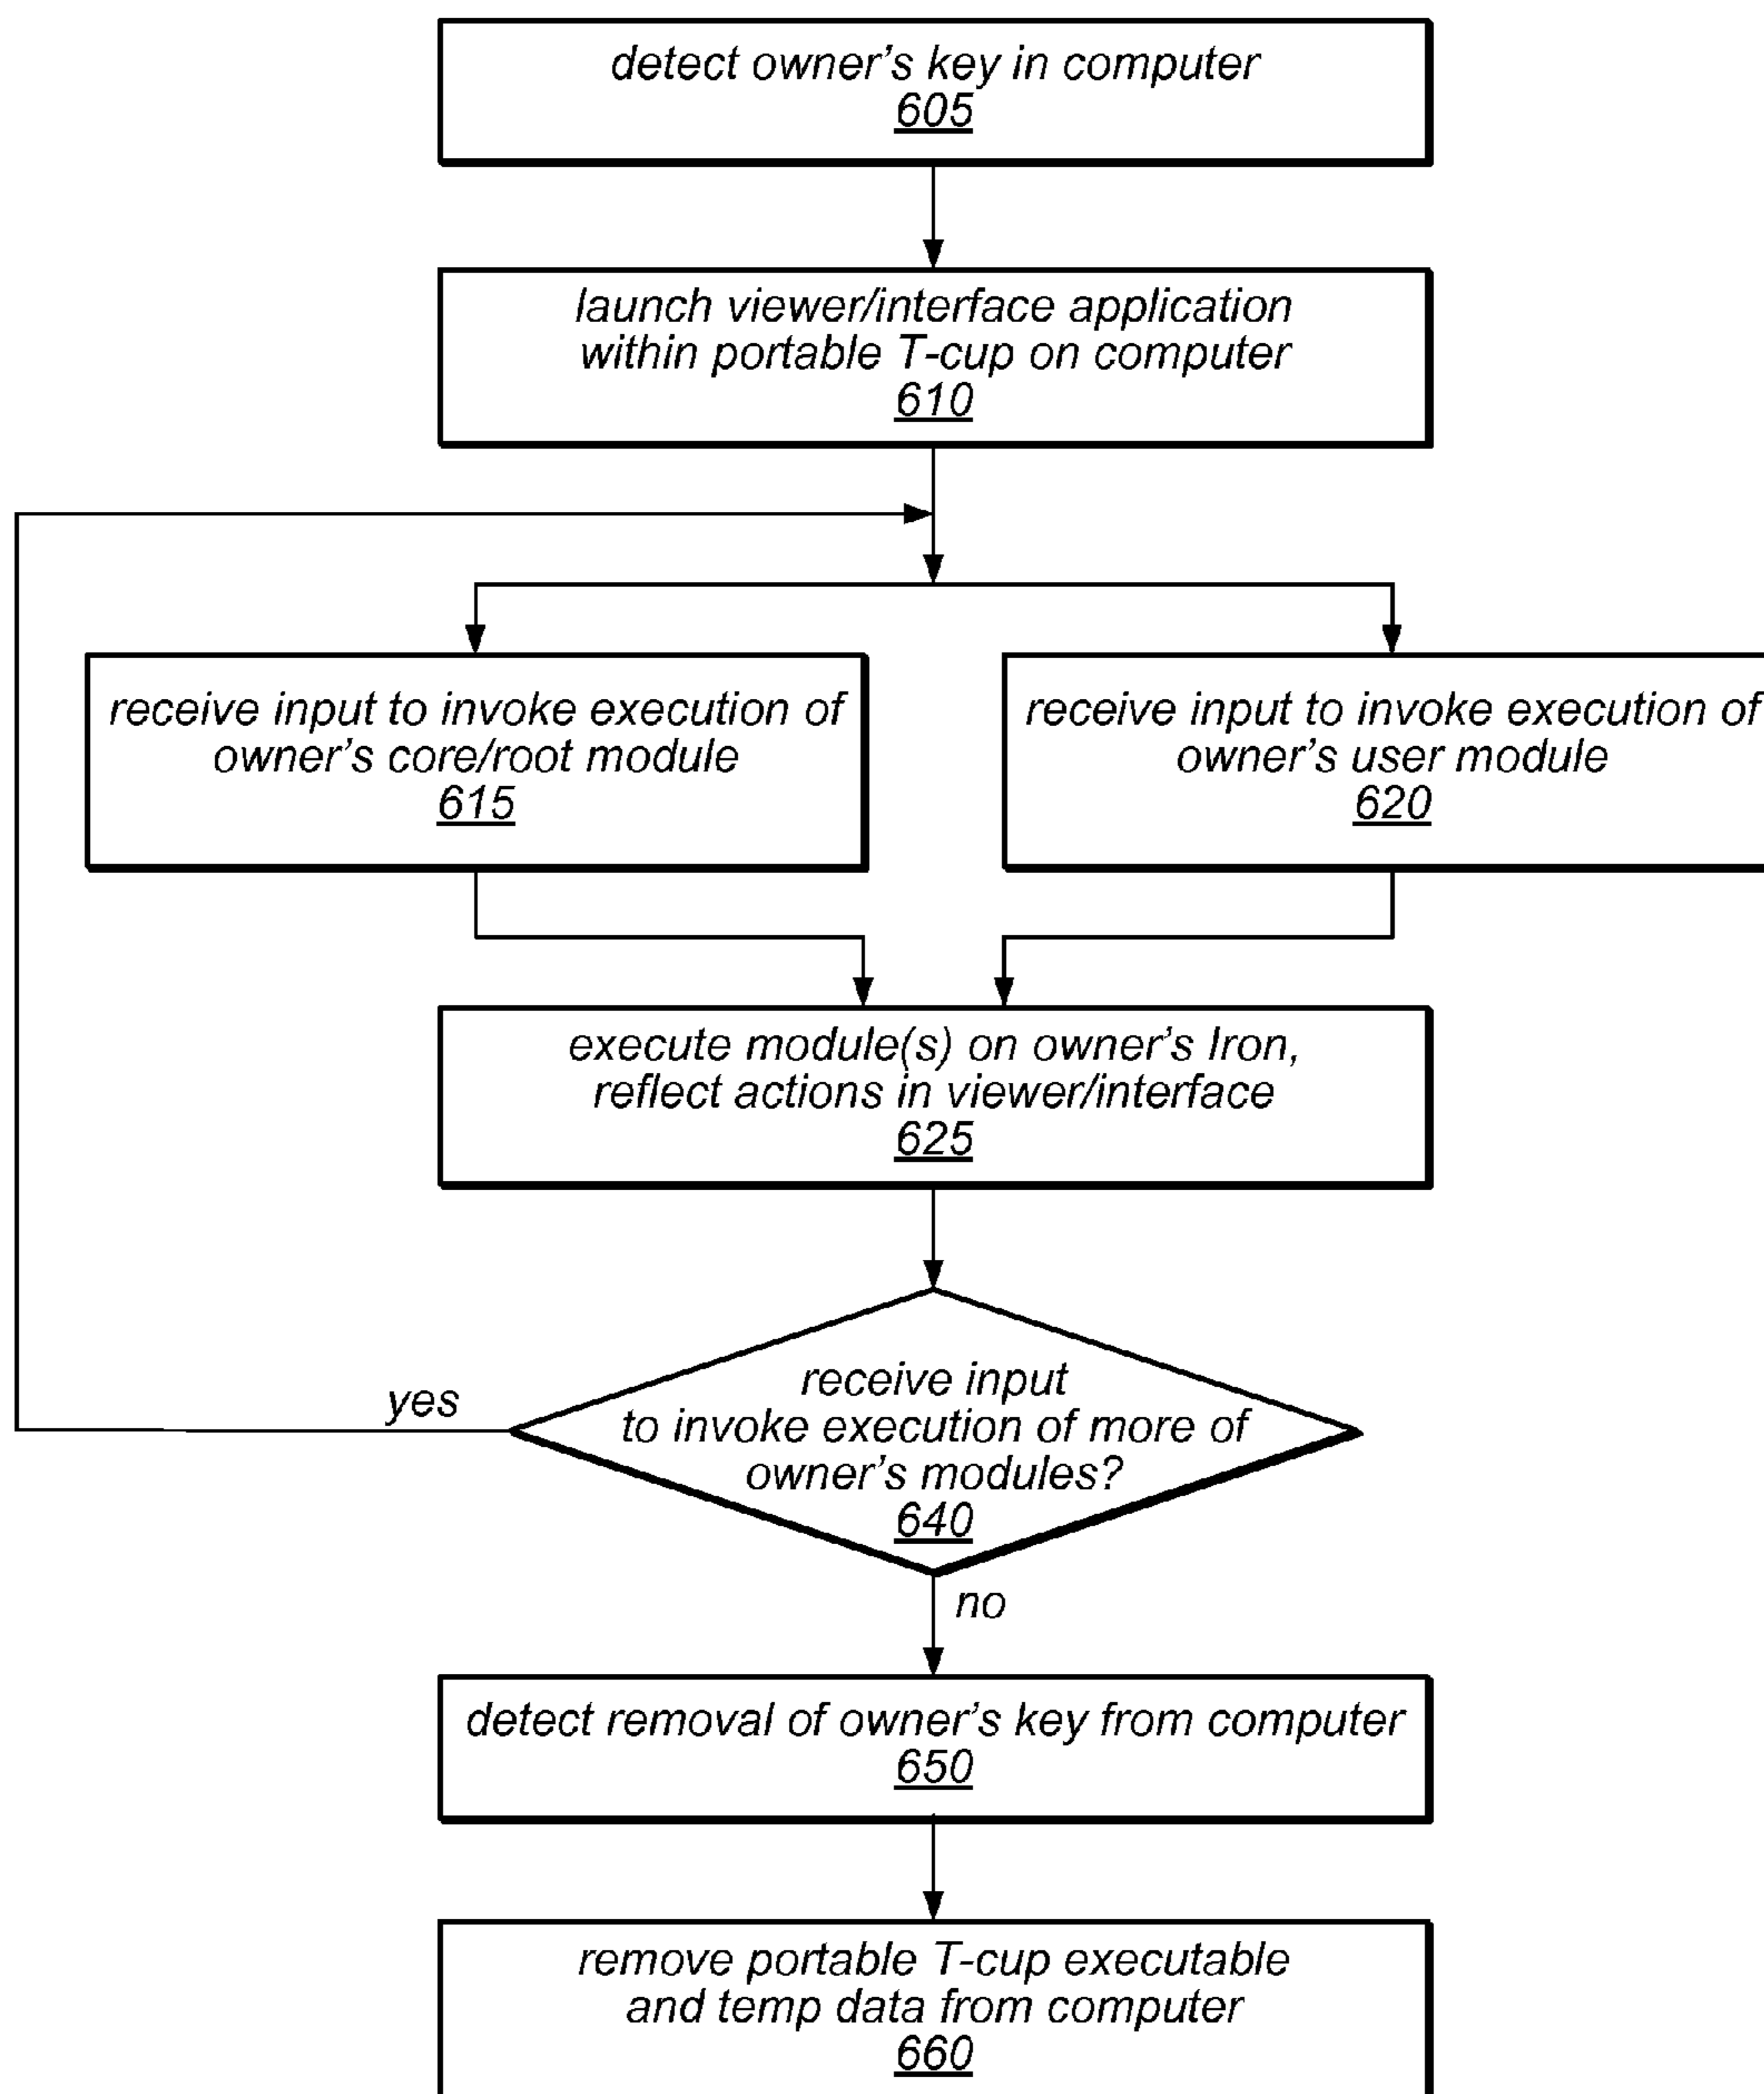 detect owner's key in computer
605
launch viewer/interface application
within portable T-cup on computer
610
receive input to invoke execution of
owner's core/root module
615
receive input to invoke execution of
owner's user module
620
execute module(s) on owner's Iron,
reflect actions in viewer/interface
625
receive input
to invoke execution of more of
owner's modules?
640
yes
no
detect removal of owner's key from computer
650
remove portable T-cup executable
and temp data from computer
660